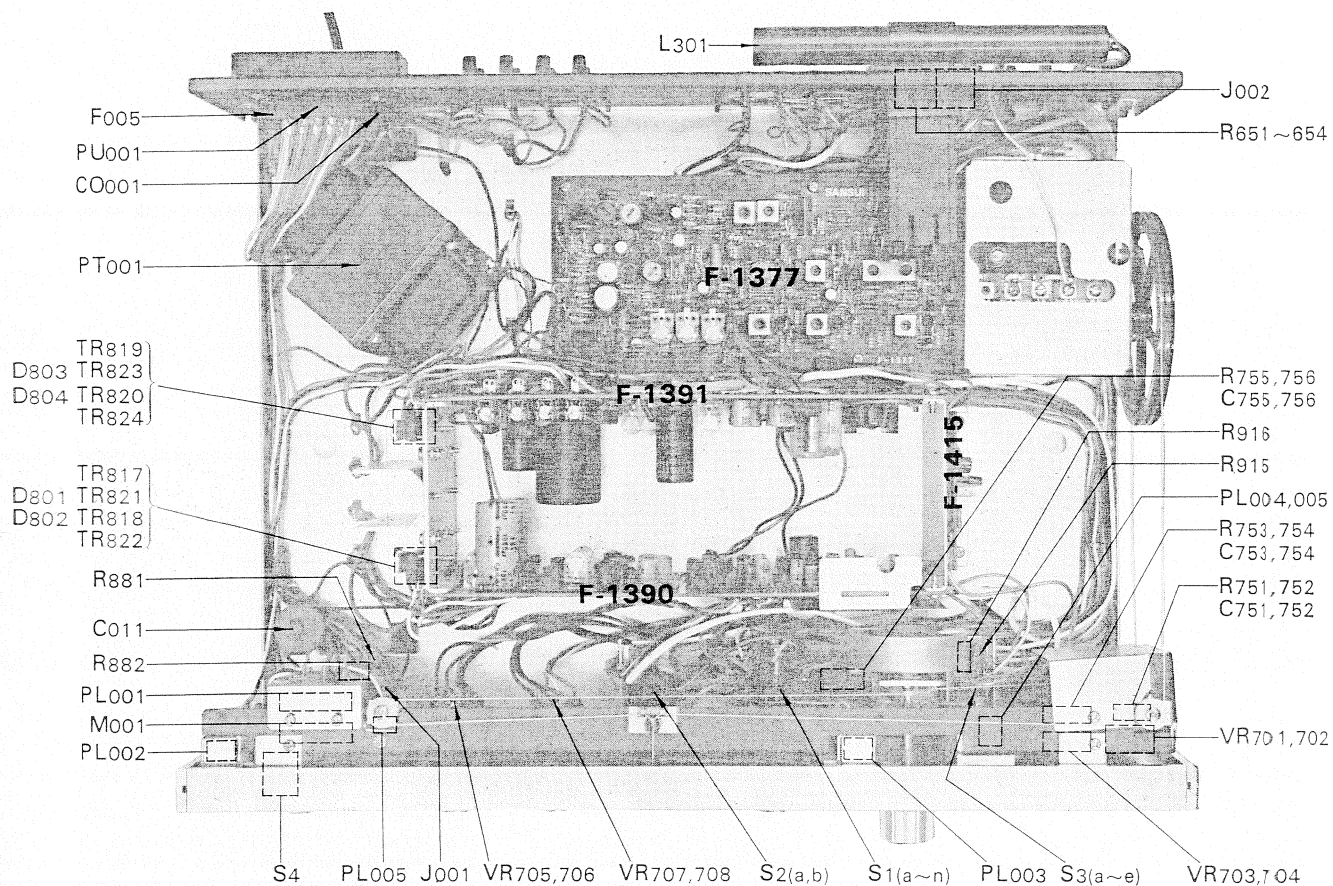 L301
J002
F005
R651~654
PU001
CO001
SANSUI
PT001
F-1377
TR819
D803 TR823
D804 TR820
TR824
F-1391
R755,756
C755,756
F-1415
R916
R915
TR817
D801 TR821
D802 TR818
TR822
PL004,005
R753,754
C753,754
R881
F-1390
R751,752
C751,752
C011
R882
PL001
M001
VR701,702
PL002
S4 PL005 J001 VR705,706 VR707,708 S2(a,b) S1(a~n) PL003 S3(a~e) VR703,704